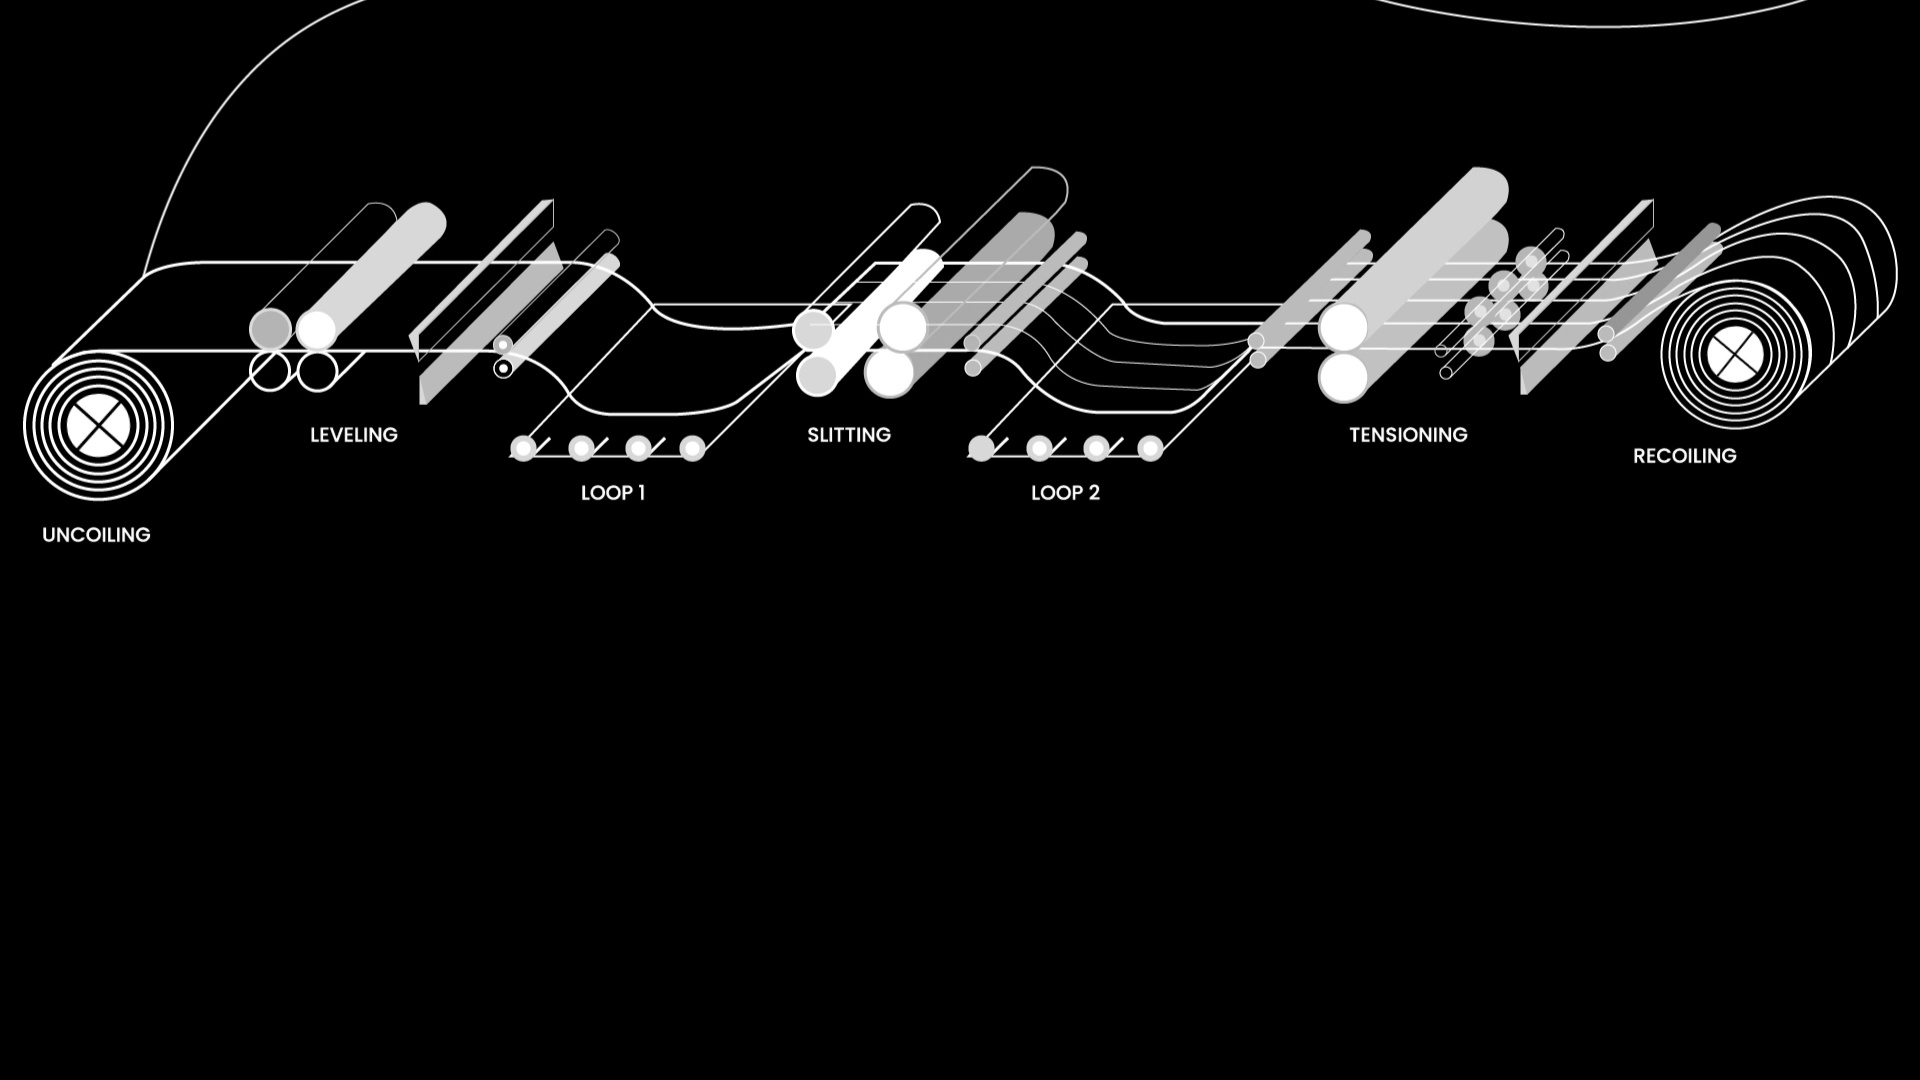 UNCOILING
LEVELING
LOOP 1
SLITTING
LOOP 2
TENSIONING
RECOILING